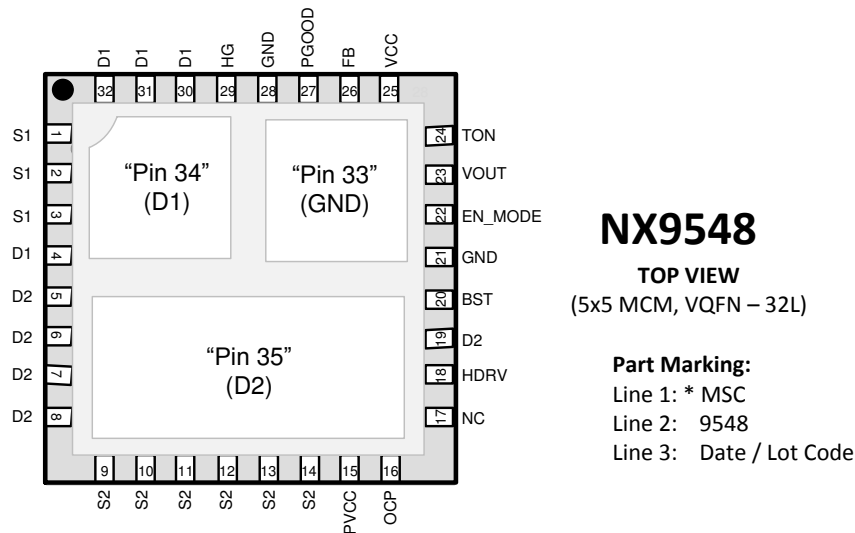 D1 D1 D1 HG GND PGOOD FB VCC
32 31 30 29 28 27 26 25
S1 1
S1 2
S1 3
D1 4
D2 5
D2 6
D2 7
D2 8
“Pin 34”
(D1)
“Pin 33”
(GND)
“Pin 35”
(D2)
24 TON
23 VOUT
22 EN_MODE
21 GND
20 BST
19 D2
18 HDRV
17 NC
9 10 11 12 13 14 15 16
S2 S2 S2 S2 S2 S2 PVCC OCP
NX9548
TOP VIEW
(5x5 MCM, VQFN – 32L)
Part Marking:
Line 1: * MSC
Line 2: 9548
Line 3: Date / Lot Code